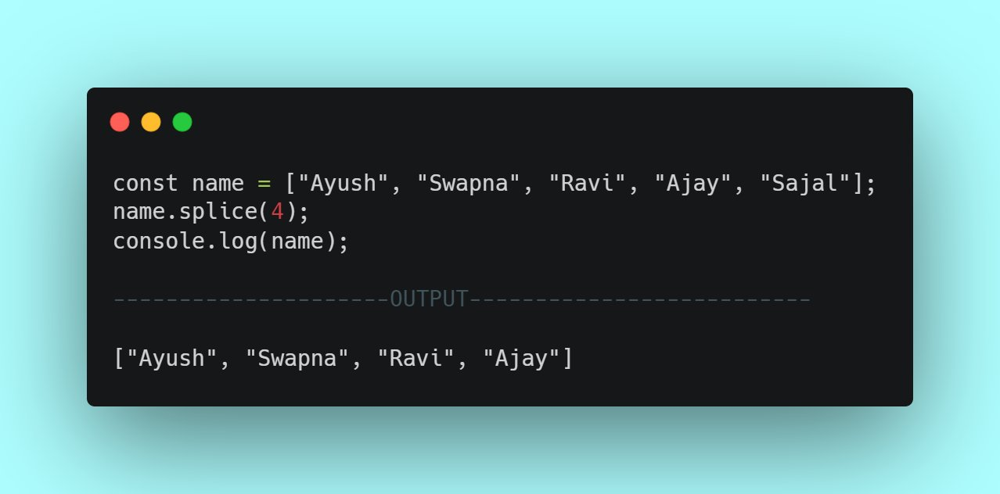 const name = ["Ayush", "Swapna", "Ravi", "Ajay", "Sajal"];
name.splice(4);
console.log(name);
---------------------OUTPUT--------------------------
["Ayush", "Swapna", "Ravi", "Ajay"]